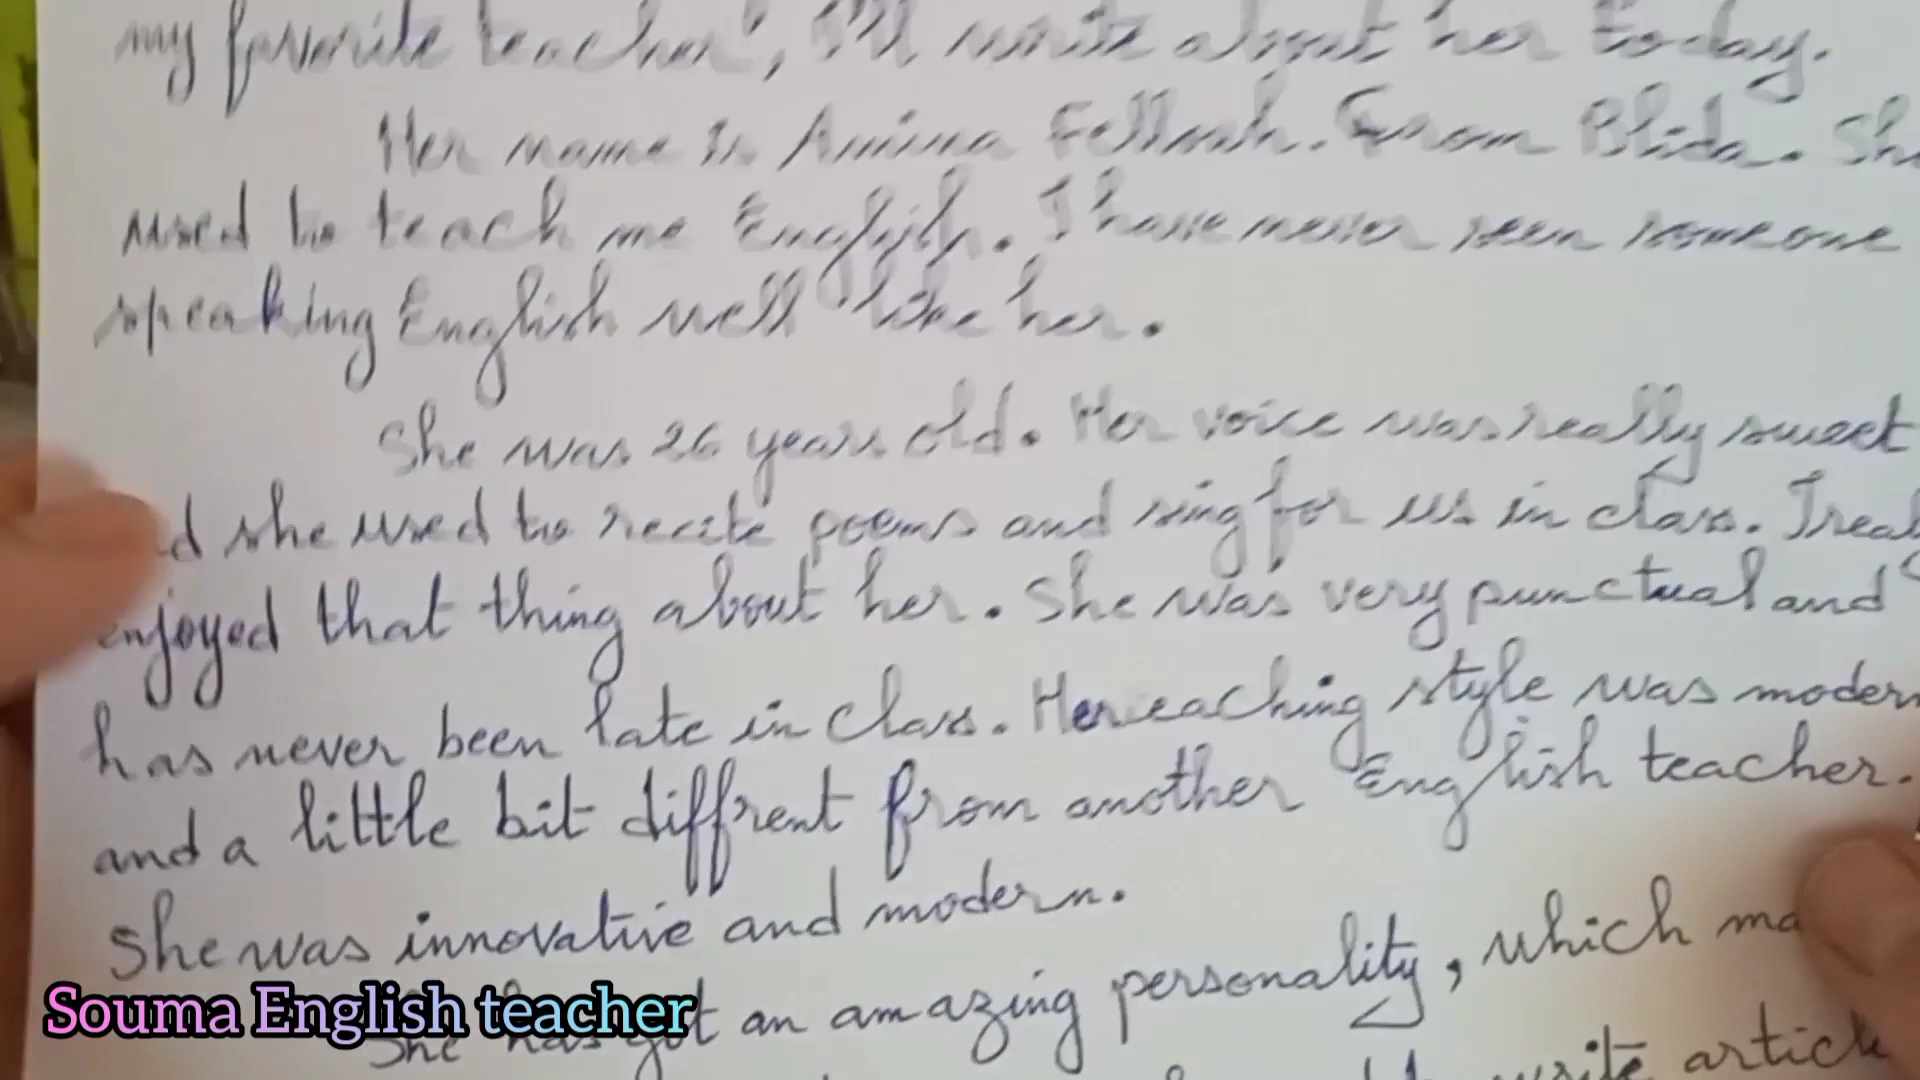 my favorite teacher", I'll write about her today.
Her name is Amina Fellah. From Blida. She
used to teach me English. I have never seen someone
speaking English well like her.
She was 26 years old. Her voice was really sweet
she used to recite poems and sing for us in class. I
enjoyed that thing about her. She was very punctual and
has never been late in class. Her teaching style was modern
and a little bit diffrent from another English teacher.
She was innovative and modern.
She has got an amazing personality, which
write
Souma English teacher